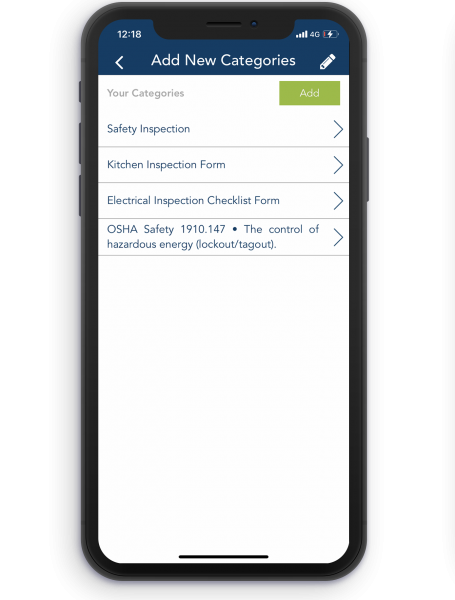 12:18
4G
Add New Categories
Your Categories
Add
Safety Inspection
Kitchen Inspection Form
Electrical Inspection Checklist Form
OSHA Safety 1910.147 • The control of
hazardous energy (lockout/tagout).